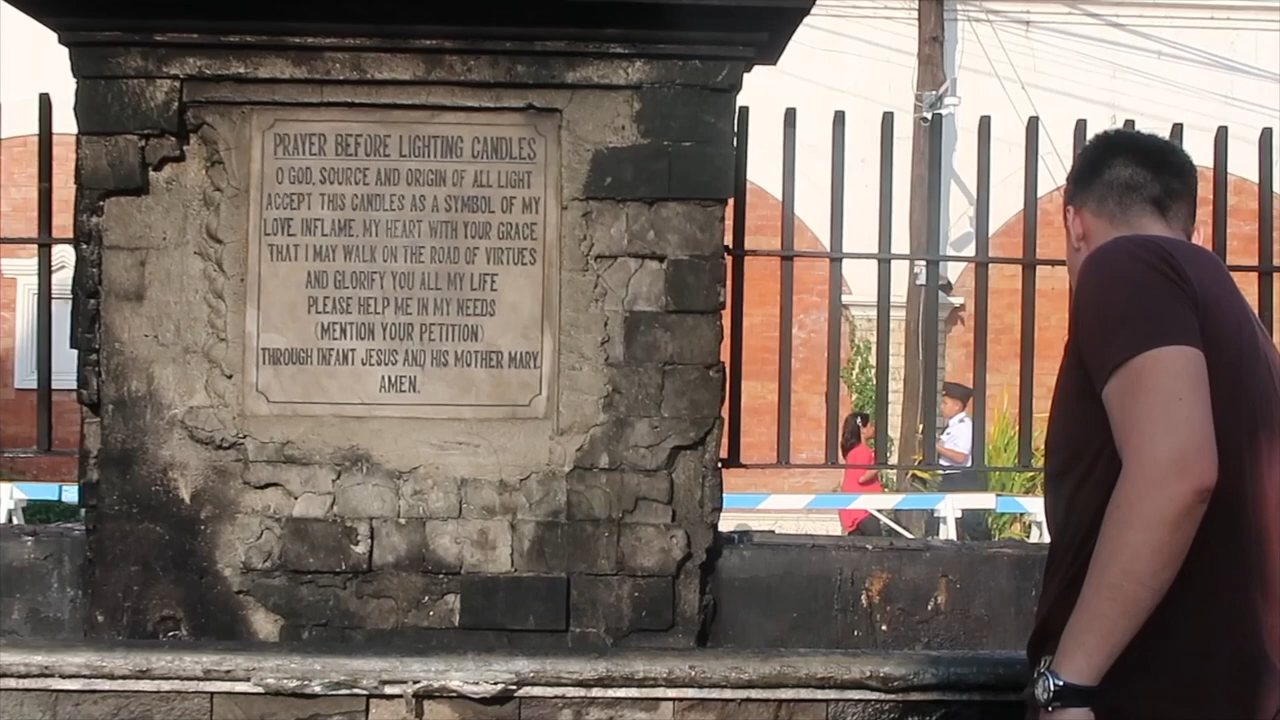 PRAYER BEFORE LIGHTING CANDLES
O GOD, SOURCE AND ORIGIN OF ALL LIGHT
ACCEPT THIS CANDLES AS A SYMBOL OF MY
LOVE. INFLAME, MY HEART WITH YOUR GRACE
THAT I MAY WALK ON THE ROAD OF VIRTUES
AND GLORIFY YOU ALL MY LIFE
PLEASE HELP ME IN MY NEEDS
(MENTION YOUR PETITION)
THROUGH INFANT JESUS AND HIS MOTHER MARY.
AMEN.